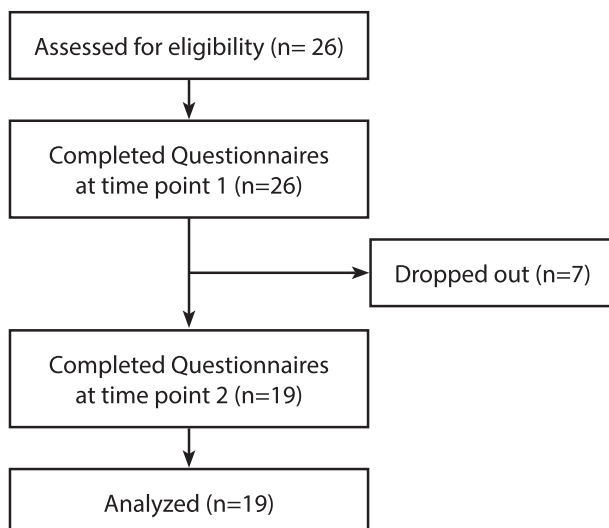 Assessed for eligibility (n= 26)
Completed Questionnaires
at time point 1 (n=26)
Dropped out (n=7)
Completed Questionnaires
at time point 2 (n=19)
Analyzed (n=19)